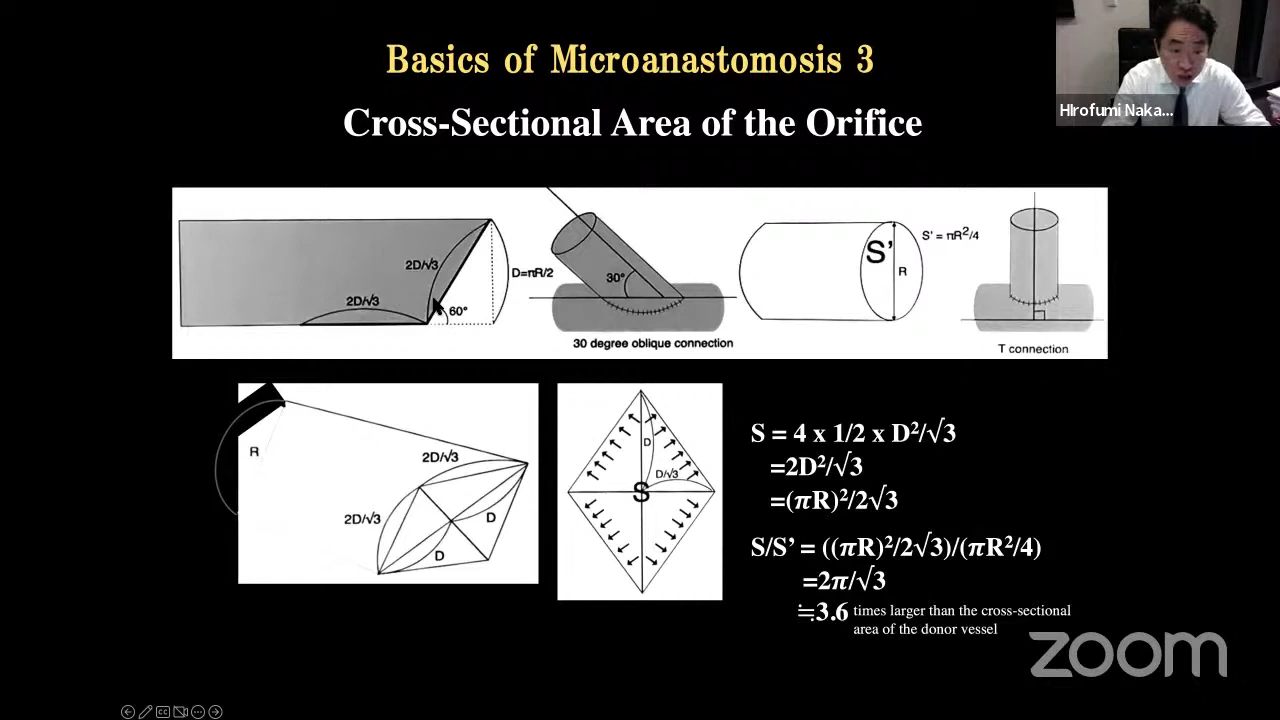 Basics of Microanastomosis 3
HIrofumi Naka...
Cross-Sectional Area of the Orifice
2D/√3
2D/√3
60°
D=πR/2
30°
30 degree oblique connection
S'
R
S' = πR²/4
T connection
R
2D/√3
2D/√3
D
D
D
D/√3
S
S = 4 x 1/2 x D²/√3
=2D²/√3
=(πR)²/2√3
S/S’ = ((πR)²/2√3)/(πR²/4)
=2π/√3
≒3.6 times larger than the cross-sectional
area of the donor vessel
zoom
CC